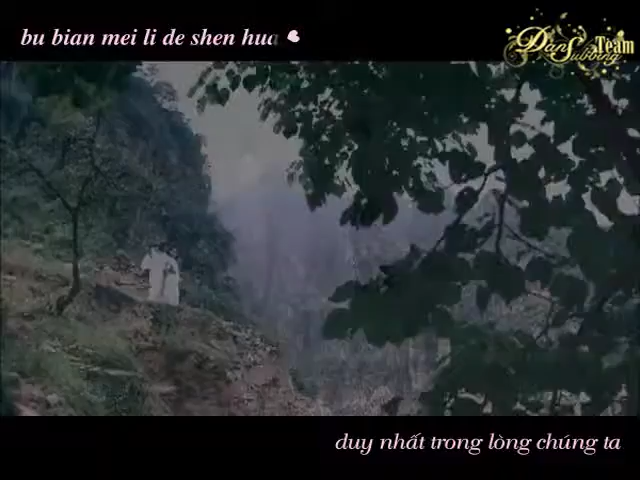 bu bian mei li de shen hua
Dan Subbing Team
duy nhất trong lòng chúng ta